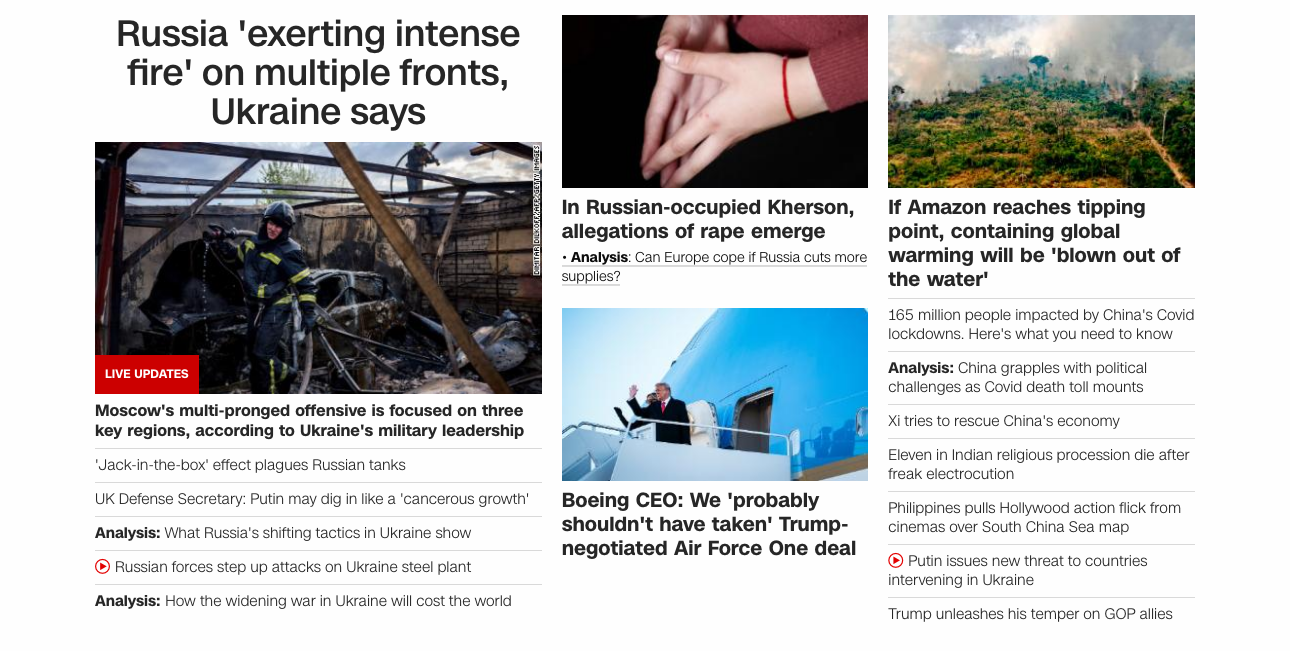 Russia 'exerting intense
fire' on multiple fronts,
Ukraine says
DIMITAR DILKOFF/AFP/GETTY IMAGES
LIVE UPDATES
Moscow's multi-pronged offensive is focused on three
key regions, according to Ukraine's military leadership
'Jack-in-the-box' effect plagues Russian tanks
UK Defense Secretary: Putin may dig in like a 'cancerous growth'
Analysis: What Russia's shifting tactics in Ukraine show
Russian forces step up attacks on Ukraine steel plant
Analysis: How the widening war in Ukraine will cost the world
In Russian-occupied Kherson,
allegations of rape emerge
• Analysis: Can Europe cope if Russia cuts more
supplies?
Boeing CEO: We 'probably
shouldn't have taken' Trump-
negotiated Air Force One deal
If Amazon reaches tipping
point, containing global
warming will be 'blown out of
the water'
165 million people impacted by China's Covid
lockdowns. Here's what you need to know
Analysis: China grapples with political
challenges as Covid death toll mounts
Xi tries to rescue China's economy
Eleven in Indian religious procession die after
freak electrocution
Philippines pulls Hollywood action flick from
cinemas over South China Sea map
Putin issues new threat to countries
intervening in Ukraine
Trump unleashes his temper on GOP allies